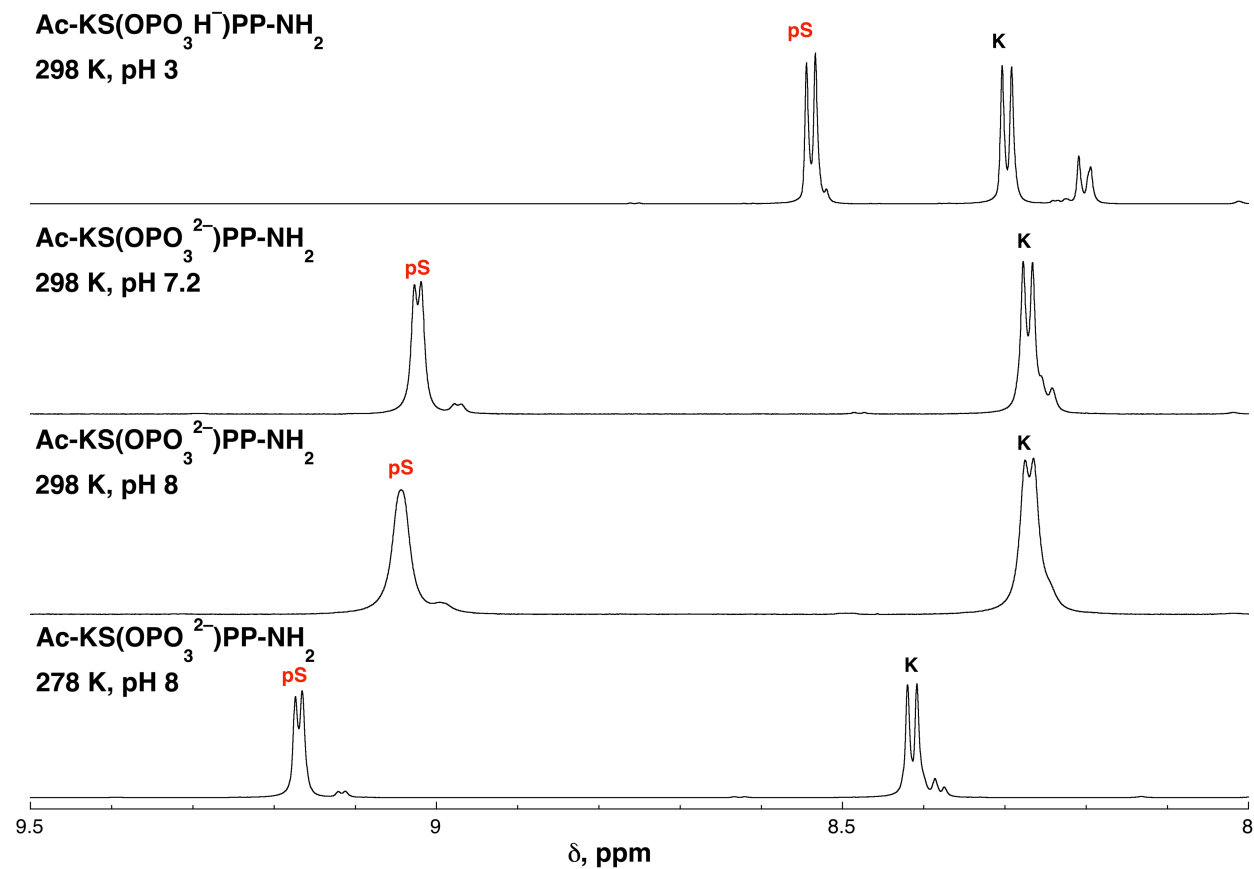 Ac-KS(OPO₃H⁻)PP-NH₂
298 K, pH 3
pS
K
Ac-KS(OPO₃²⁻)PP-NH₂
298 K, pH 7.2
pS
K
Ac-KS(OPO₃²⁻)PP-NH₂
298 K, pH 8
pS
K
Ac-KS(OPO₃²⁻)PP-NH₂
278 K, pH 8
pS
K
9.5 9 8.5 8
δ, ppm